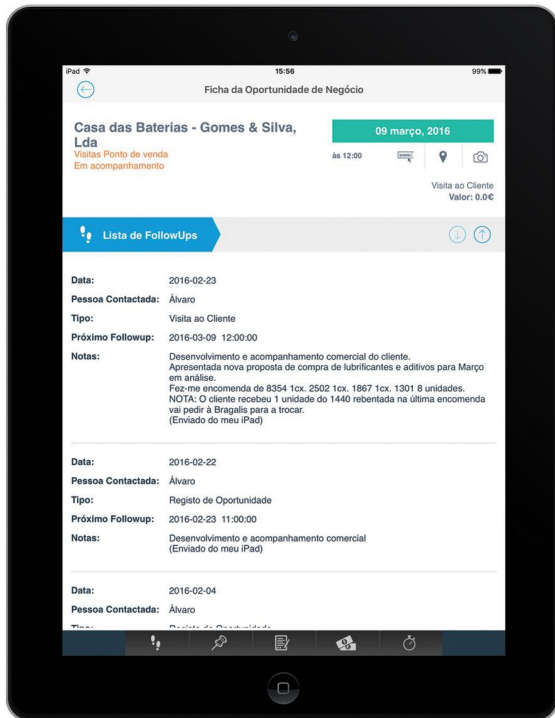 iPad 15:56 99%
Ficha da Oportunidade de Negócio
Casa das Baterias - Gomes & Silva,
Lda
Visitas Ponto de venda
Em acompanhamento
09 março, 2016
às 12:00
www.
Visita ao Cliente
Valor: 0.0€
Lista de FollowUps
Data: 2016-02-23
Pessoa Contactada: Álvaro
Tipo: Visita ao Cliente
Próximo Followup: 2016-03-09 12:00:00
Notas: Desenvolvimento e acompanhamento comercial do cliente.
Apresentada nova proposta de compra de lubrificantes e aditivos para Março
em análise.
Fez-me encomenda de 8354 1cx. 2502 1cx. 1867 1cx. 1301 8 unidades.
NOTA: O cliente recebeu 1 unidade do 1440 rebentada na última encomenda
vai pedir à Bragalis para a trocar.
(Enviado do meu iPad)
Data: 2016-02-22
Pessoa Contactada: Álvaro
Tipo: Registo de Oportunidade
Próximo Followup: 2016-02-23 11:00:00
Notas: Desenvolvimento e acompanhamento comercial
(Enviado do meu iPad)
Data: 2016-02-04
Pessoa Contactada: Álvaro
Tipo: Registo de Oportunidade